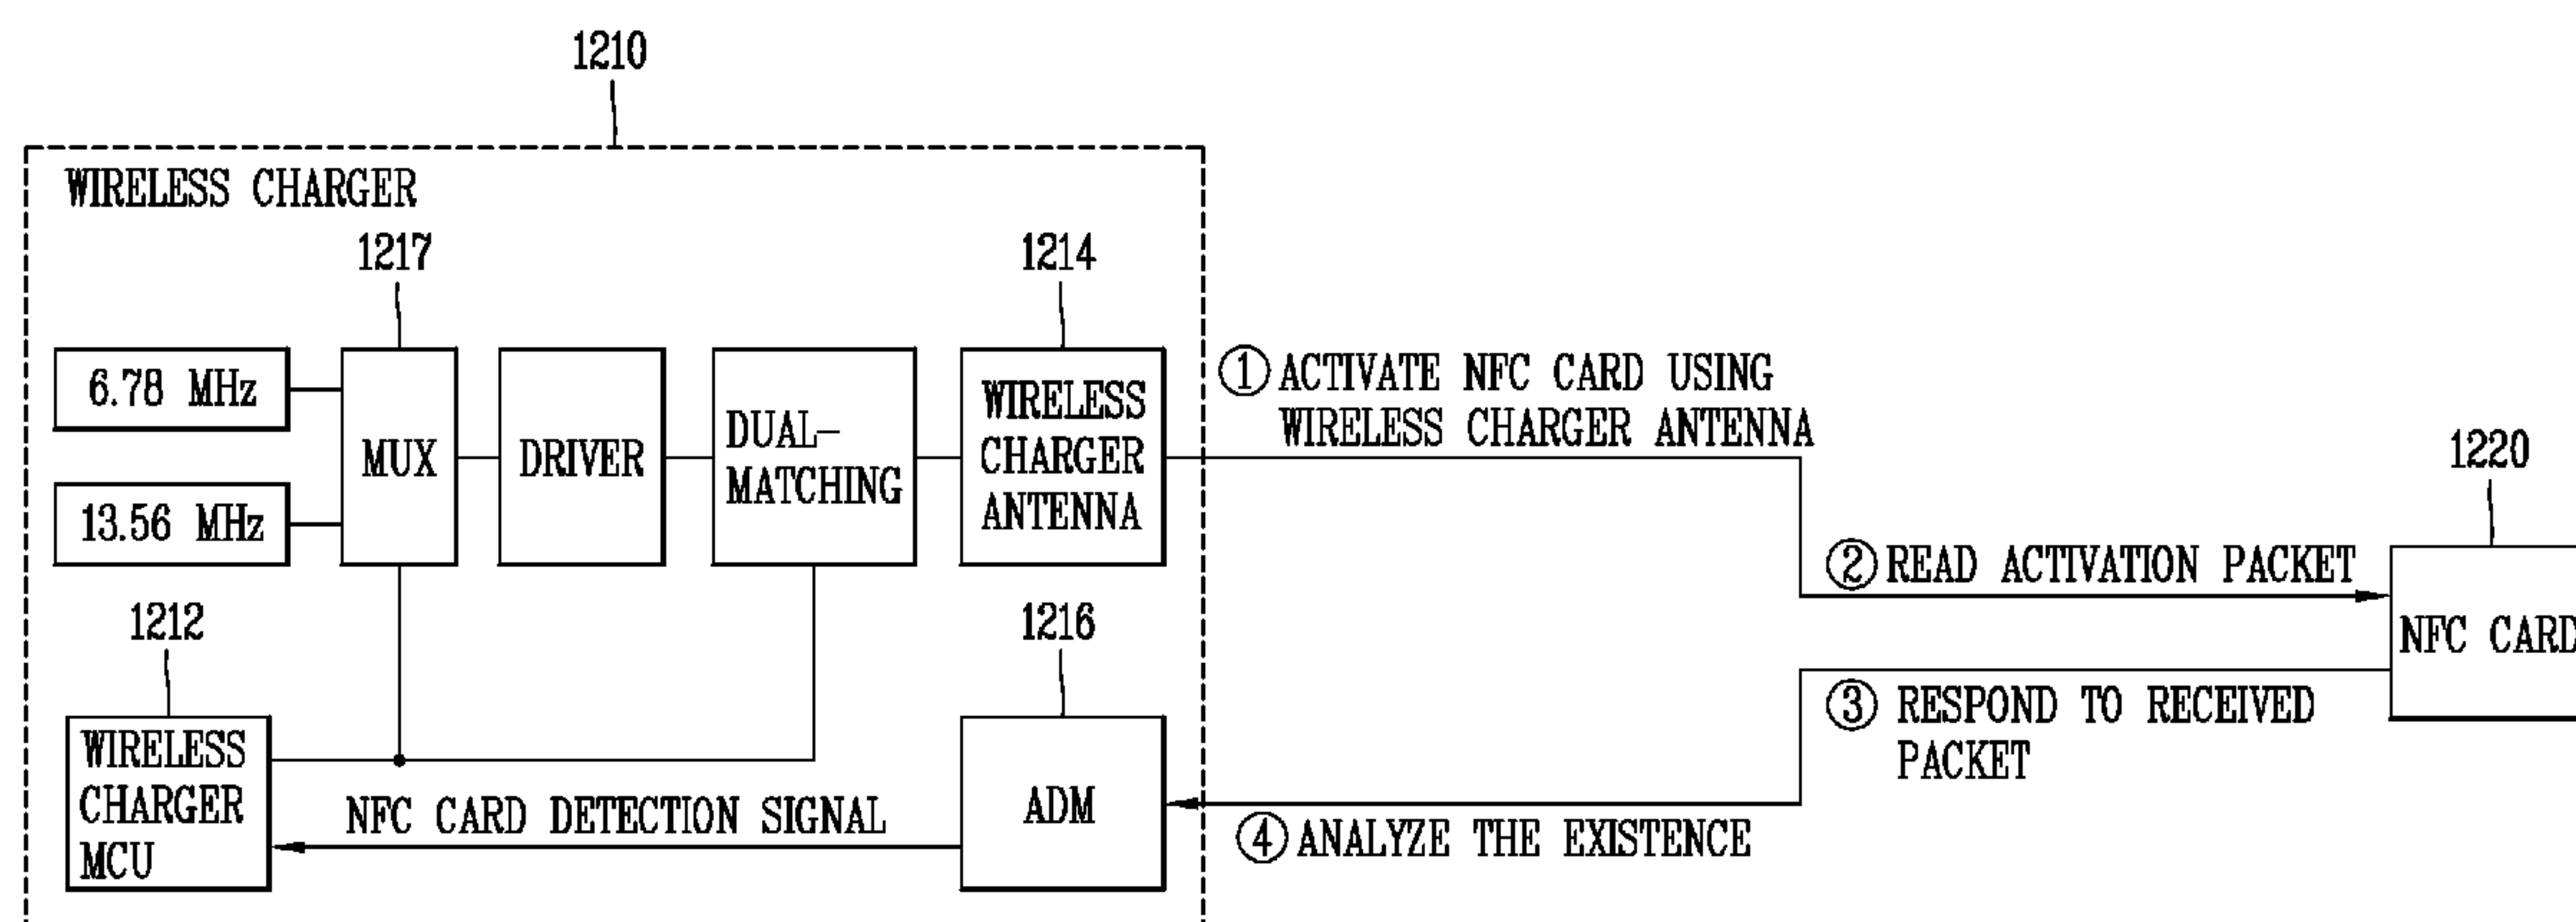 1210
WIRELESS CHARGER
1217
1214
6.78 MHz
13.56 MHz
MUX
DRIVER
DUAL-
MATCHING
WIRELESS
CHARGER
ANTENNA
① ACTIVATE NFC CARD USING
WIRELESS CHARGER ANTENNA
1220
② READ ACTIVATION PACKET
NFC CARD
③ RESPOND TO RECEIVED
PACKET
1212
1216
WIRELESS
CHARGER
MCU
NFC CARD DETECTION SIGNAL
ADM
④ ANALYZE THE EXISTENCE